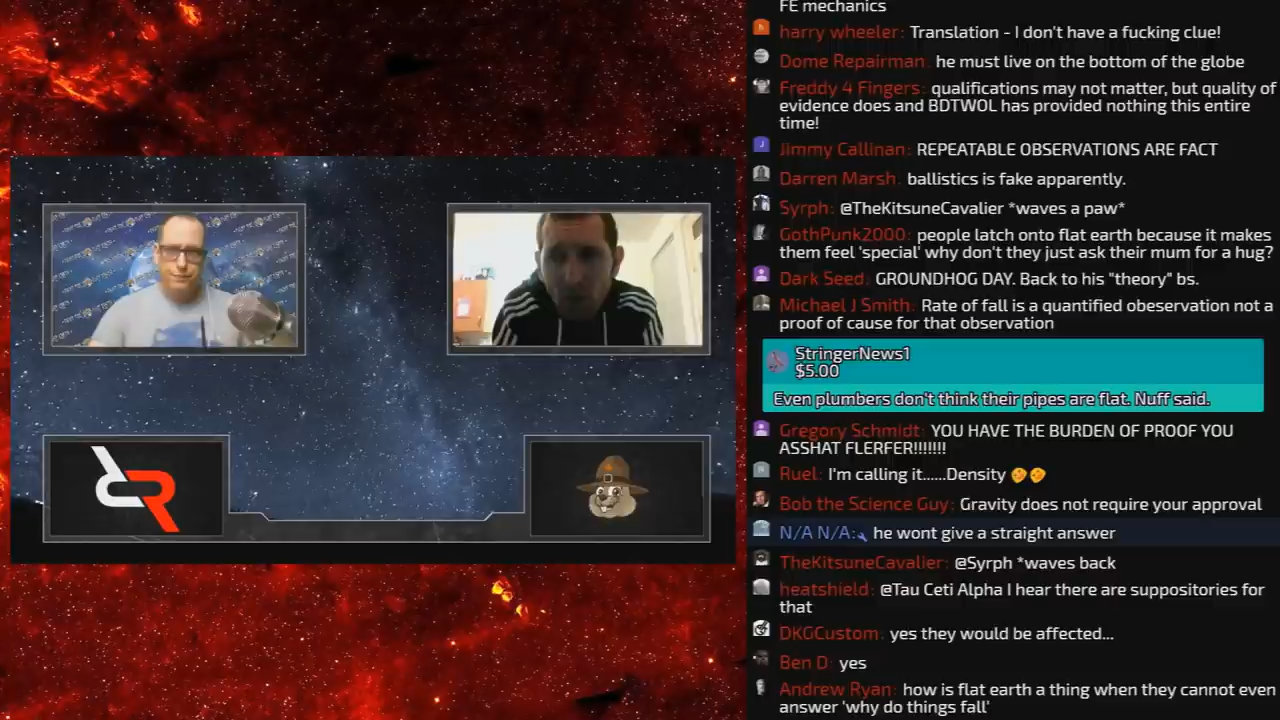 FE mechanics
harry wheeler: Translation - I don't have a fucking clue!
Dome Repairman: he must live on the bottom of the globe
Freddy 4 Fingers: qualifications may not matter, but quality of
evidence does and BDTWOL has provided nothing this entire
time!
Jimmy Callinan: REPEATABLE OBSERVATIONS ARE FACT
Darren Marsh: ballistics is fake apparently.
Syrph: @TheKitsuneCavalier *waves a paw*
GothPunk2000: people latch onto flat earth because it makes
them feel 'special' why don't they just ask their mum for a hug?
Dark Seed: GROUNDHOG DAY. Back to his "theory" bs.
Michael J Smith: Rate of fall is a quantified obeservation not a
proof of cause for that observation
StringerNews1
$5.00
Even plumbers don't think their pipes are flat. Nuff said.
Gregory Schmidt: YOU HAVE THE BURDEN OF PROOF YOU
ASSHAT FLERFER!!!!!!!
Ruel: I'm calling it......Density
Bob the Science Guy: Gravity does not require your approval
N/A N/A: he wont give a straight answer
TheKitsuneCavalier: @Syrph *waves back
heatshield: @Tau Ceti Alpha I hear there are suppositories for
that
DKGCustom: yes they would be affected...
Ben D: yes
Andrew Ryan: how is flat earth a thing when they cannot even
answer 'why do things fall'